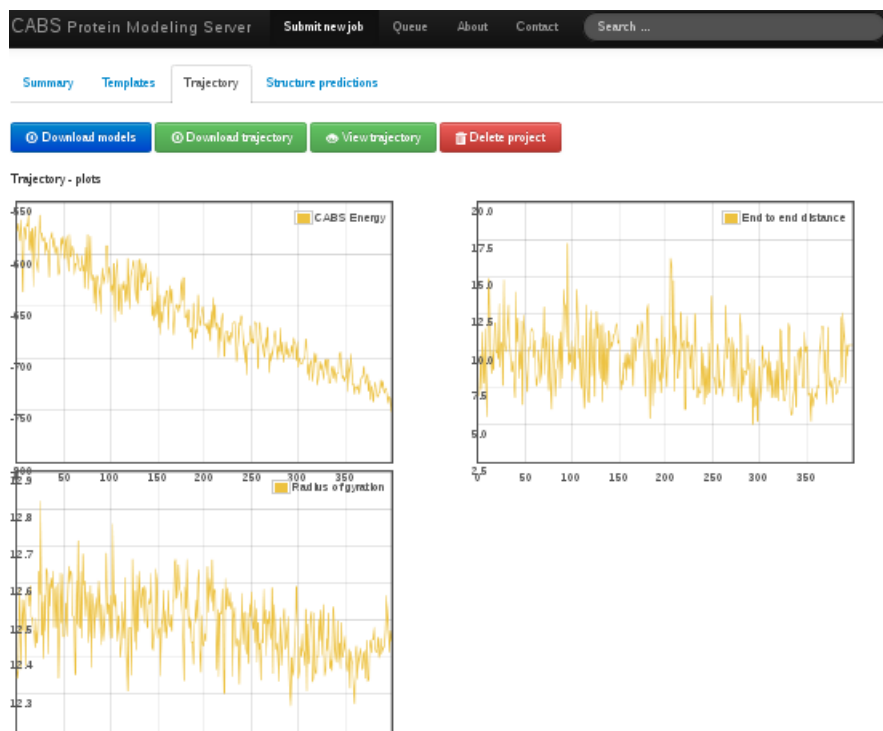 CABS Protein Modeling Server Submit new job Queue About Contact Search ...
Summary Templates Trajectory Structure predictions
Download models Download trajectory View trajectory Delete project
Trajectory - plots
-550
-600
-650
-700
-750
-800
CABS Energy
50 100 150 200 250 300 350
20.0
17.5
15.0
12.5
10.0
7.5
5.0
2.5
End to end distance
0 50 100 150 200 250 300 350
12.9
12.8
12.7
12.6
12.5
12.4
12.3
Radius of gyration